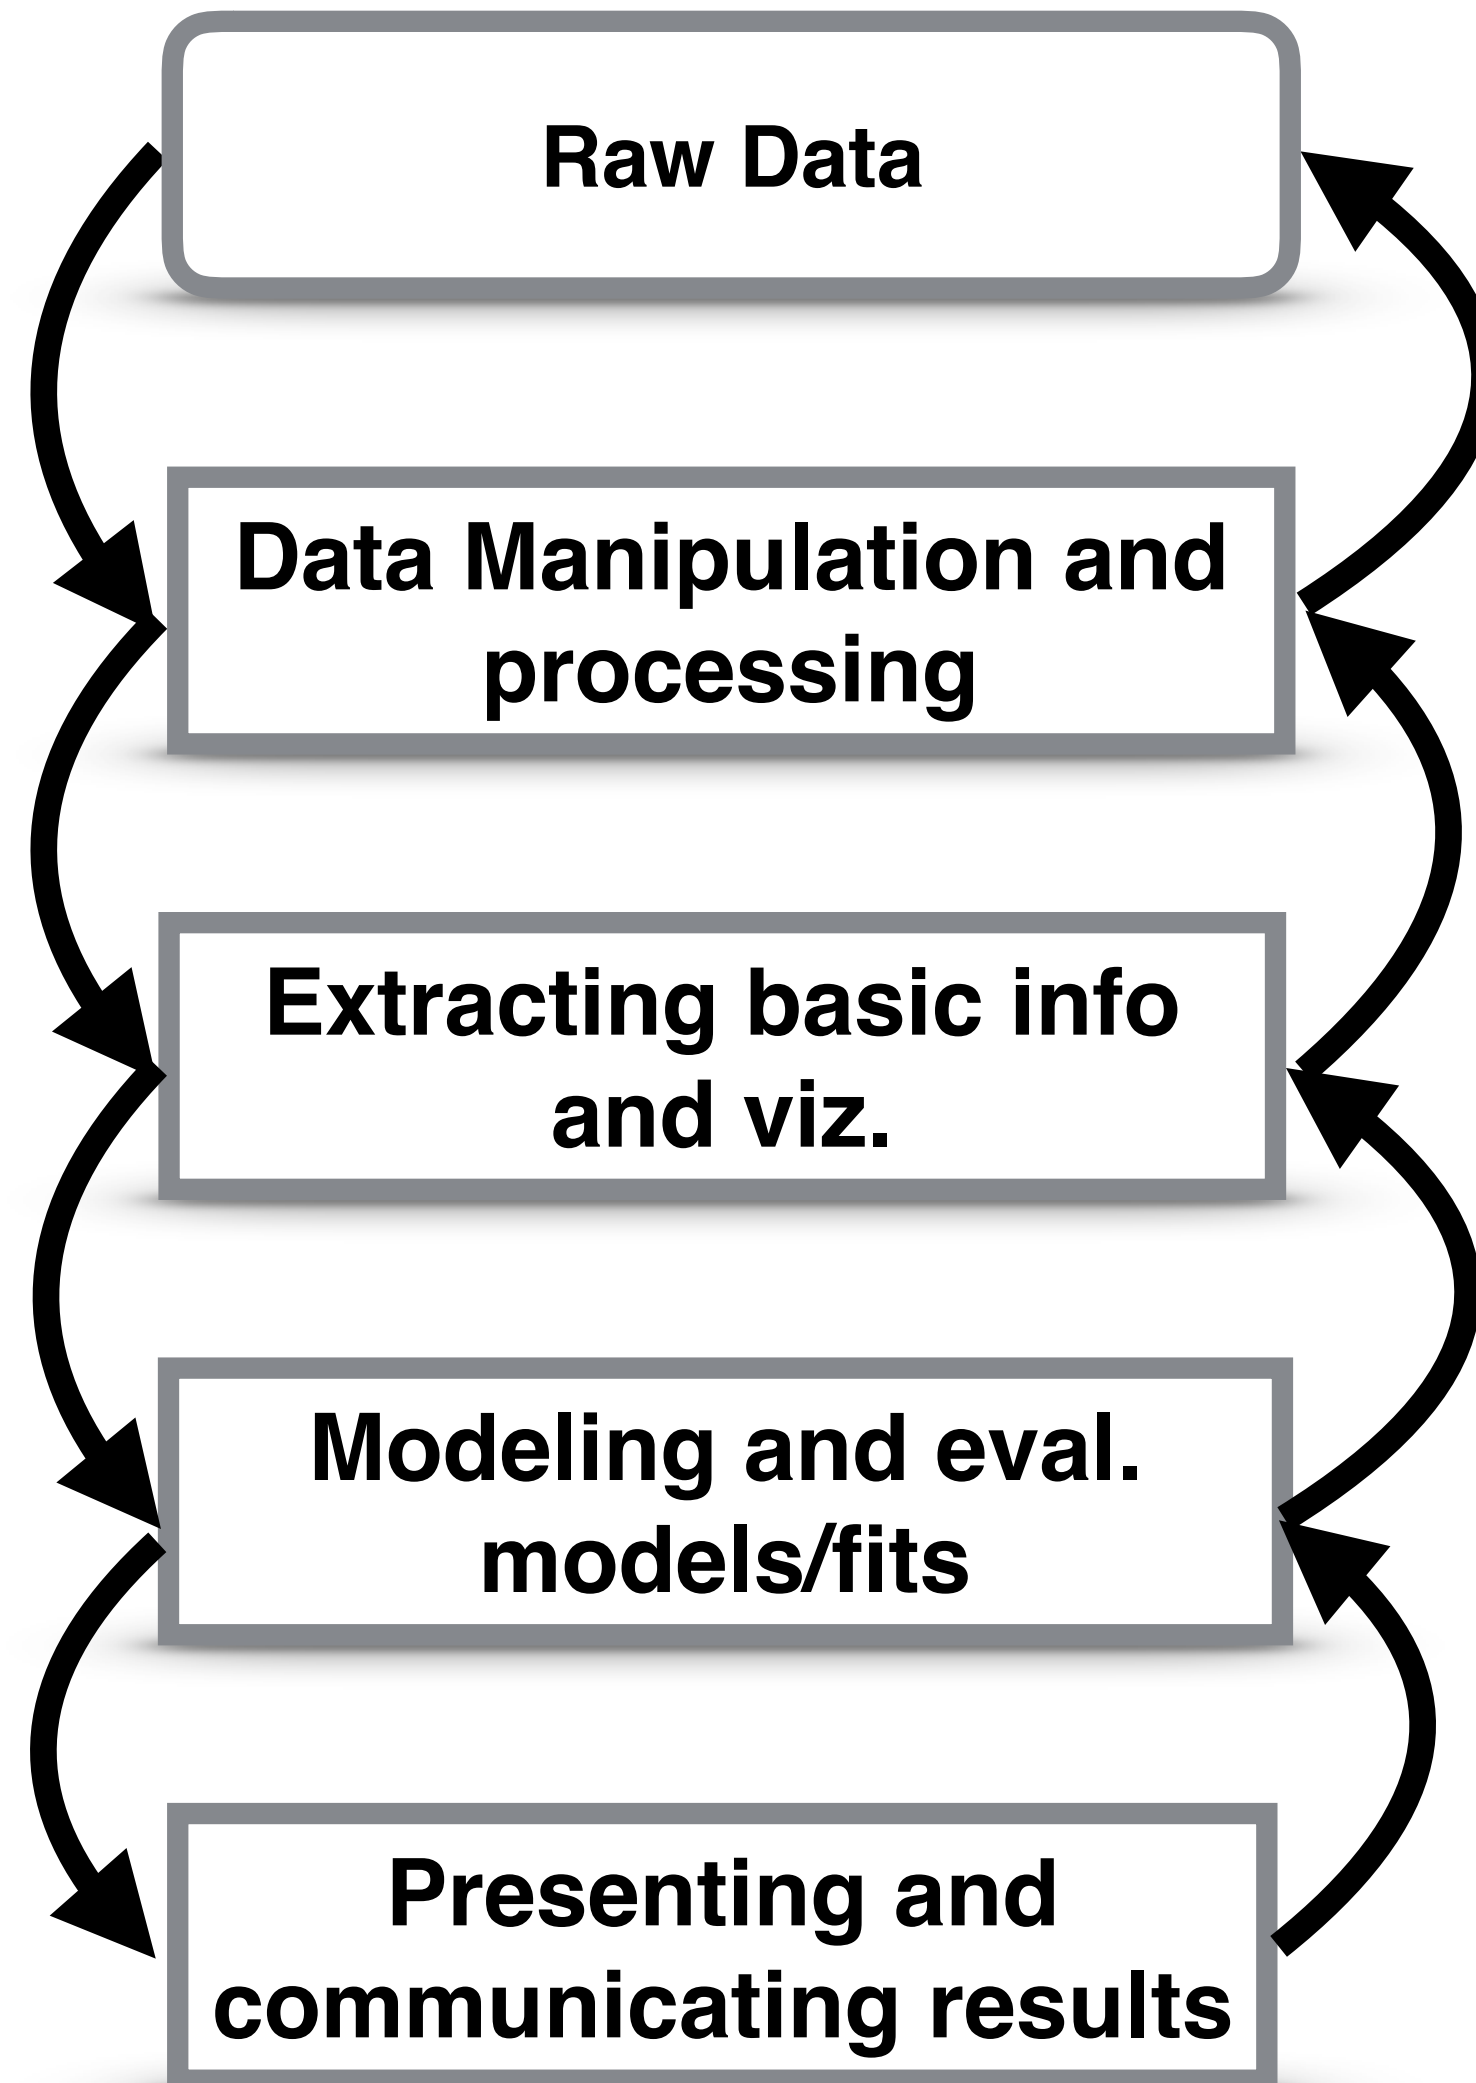 Raw Data
Data Manipulation and
processing
Extracting basic info
and viz.
Modeling and eval.
models/fits
Presenting and
communicating results